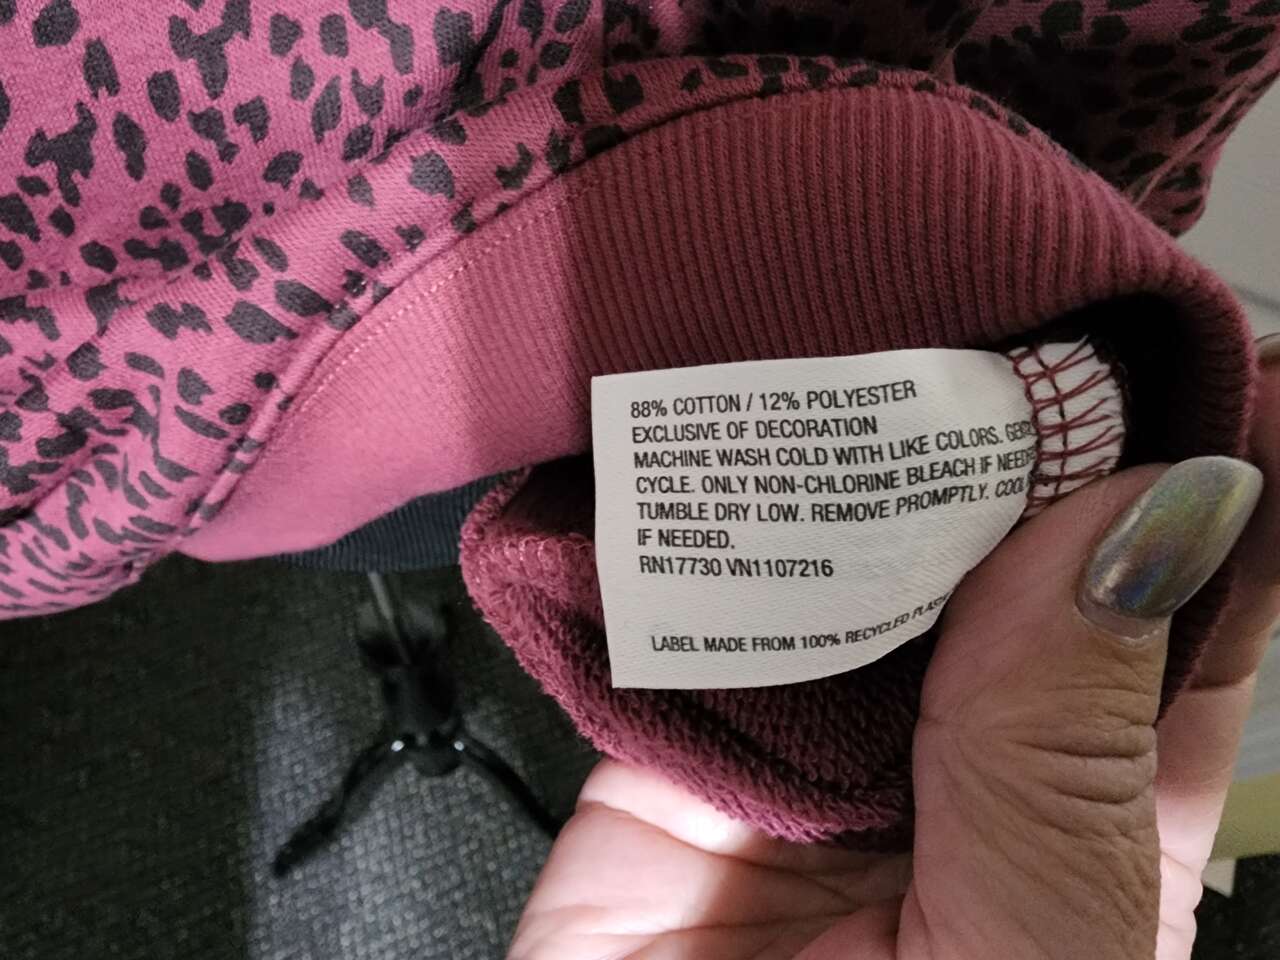 88% COTTON / 12% POLYESTER
EXCLUSIVE OF DECORATION
MACHINE WASH COLD WITH LIKE COLORS.
CYCLE. ONLY NON-CHLORINE BLEACH IF
TUMBLE DRY LOW. REMOVE PROMPTLY. COOL
IF NEEDED.
RN17730 VN1107216
LABEL MADE FROM 100% RECYCLED